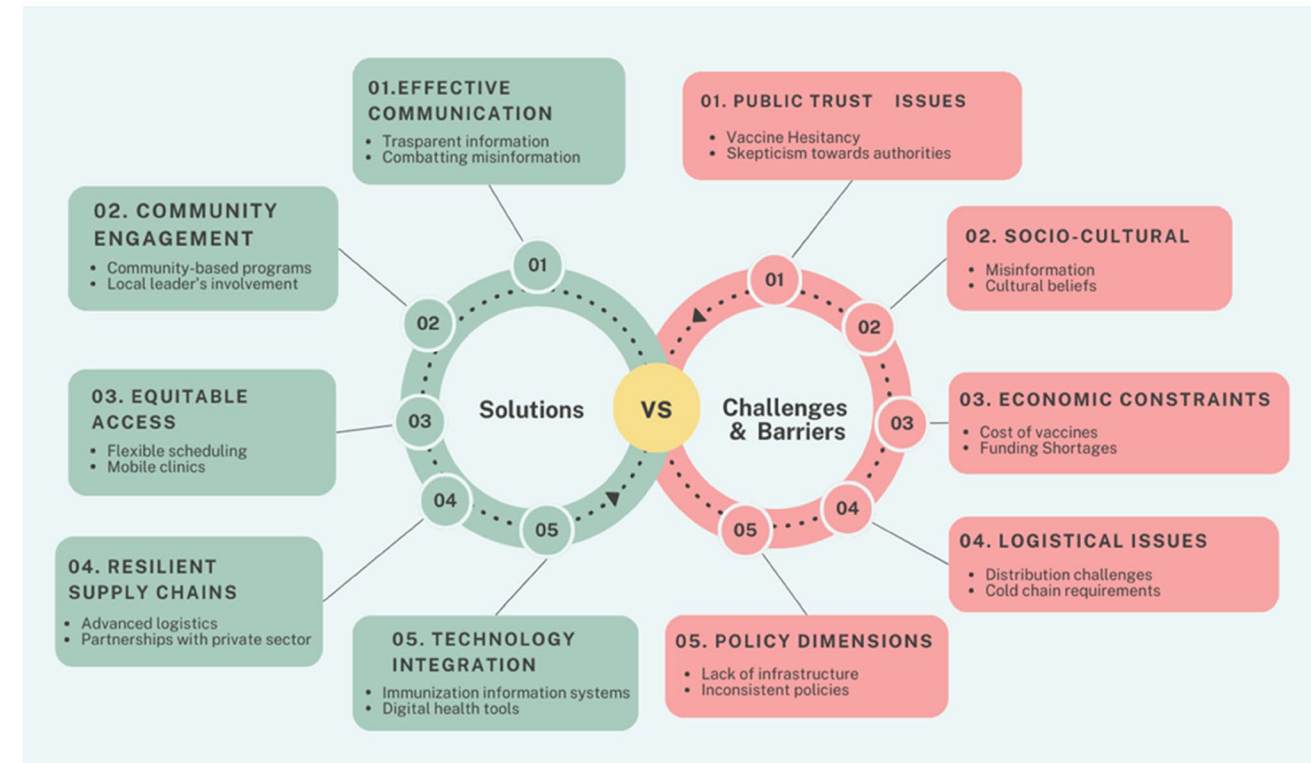 01.EFFECTIVE
COMMUNICATION
• Trasparent information
• Combatting misinformation
02. COMMUNITY
ENGAGEMENT
• Community-based programs
• Local leader's involvement
03. EQUITABLE
ACCESS
• Flexible scheduling
• Mobile clinics
04. RESILIENT
SUPPLY CHAINS
• Advanced logistics
• Partnerships with private sector
05. TECHNOLOGY
INTEGRATION
• Immunization information systems
• Digital health tools
01
02
03
04
05
Solutions
VS
Challenges
& Barriers
01
02
03
04
05
01. PUBLIC TRUST ISSUES
• Vaccine Hesitancy
• Skepticism towards authorities
02. SOCIO-CULTURAL
• Misinformation
• Cultural beliefs
03. ECONOMIC CONSTRAINTS
• Cost of vaccines
• Funding Shortages
04. LOGISTICAL ISSUES
• Distribution challenges
• Cold chain requirements
05. POLICY DIMENSIONS
• Lack of infrastructure
• Inconsistent policies